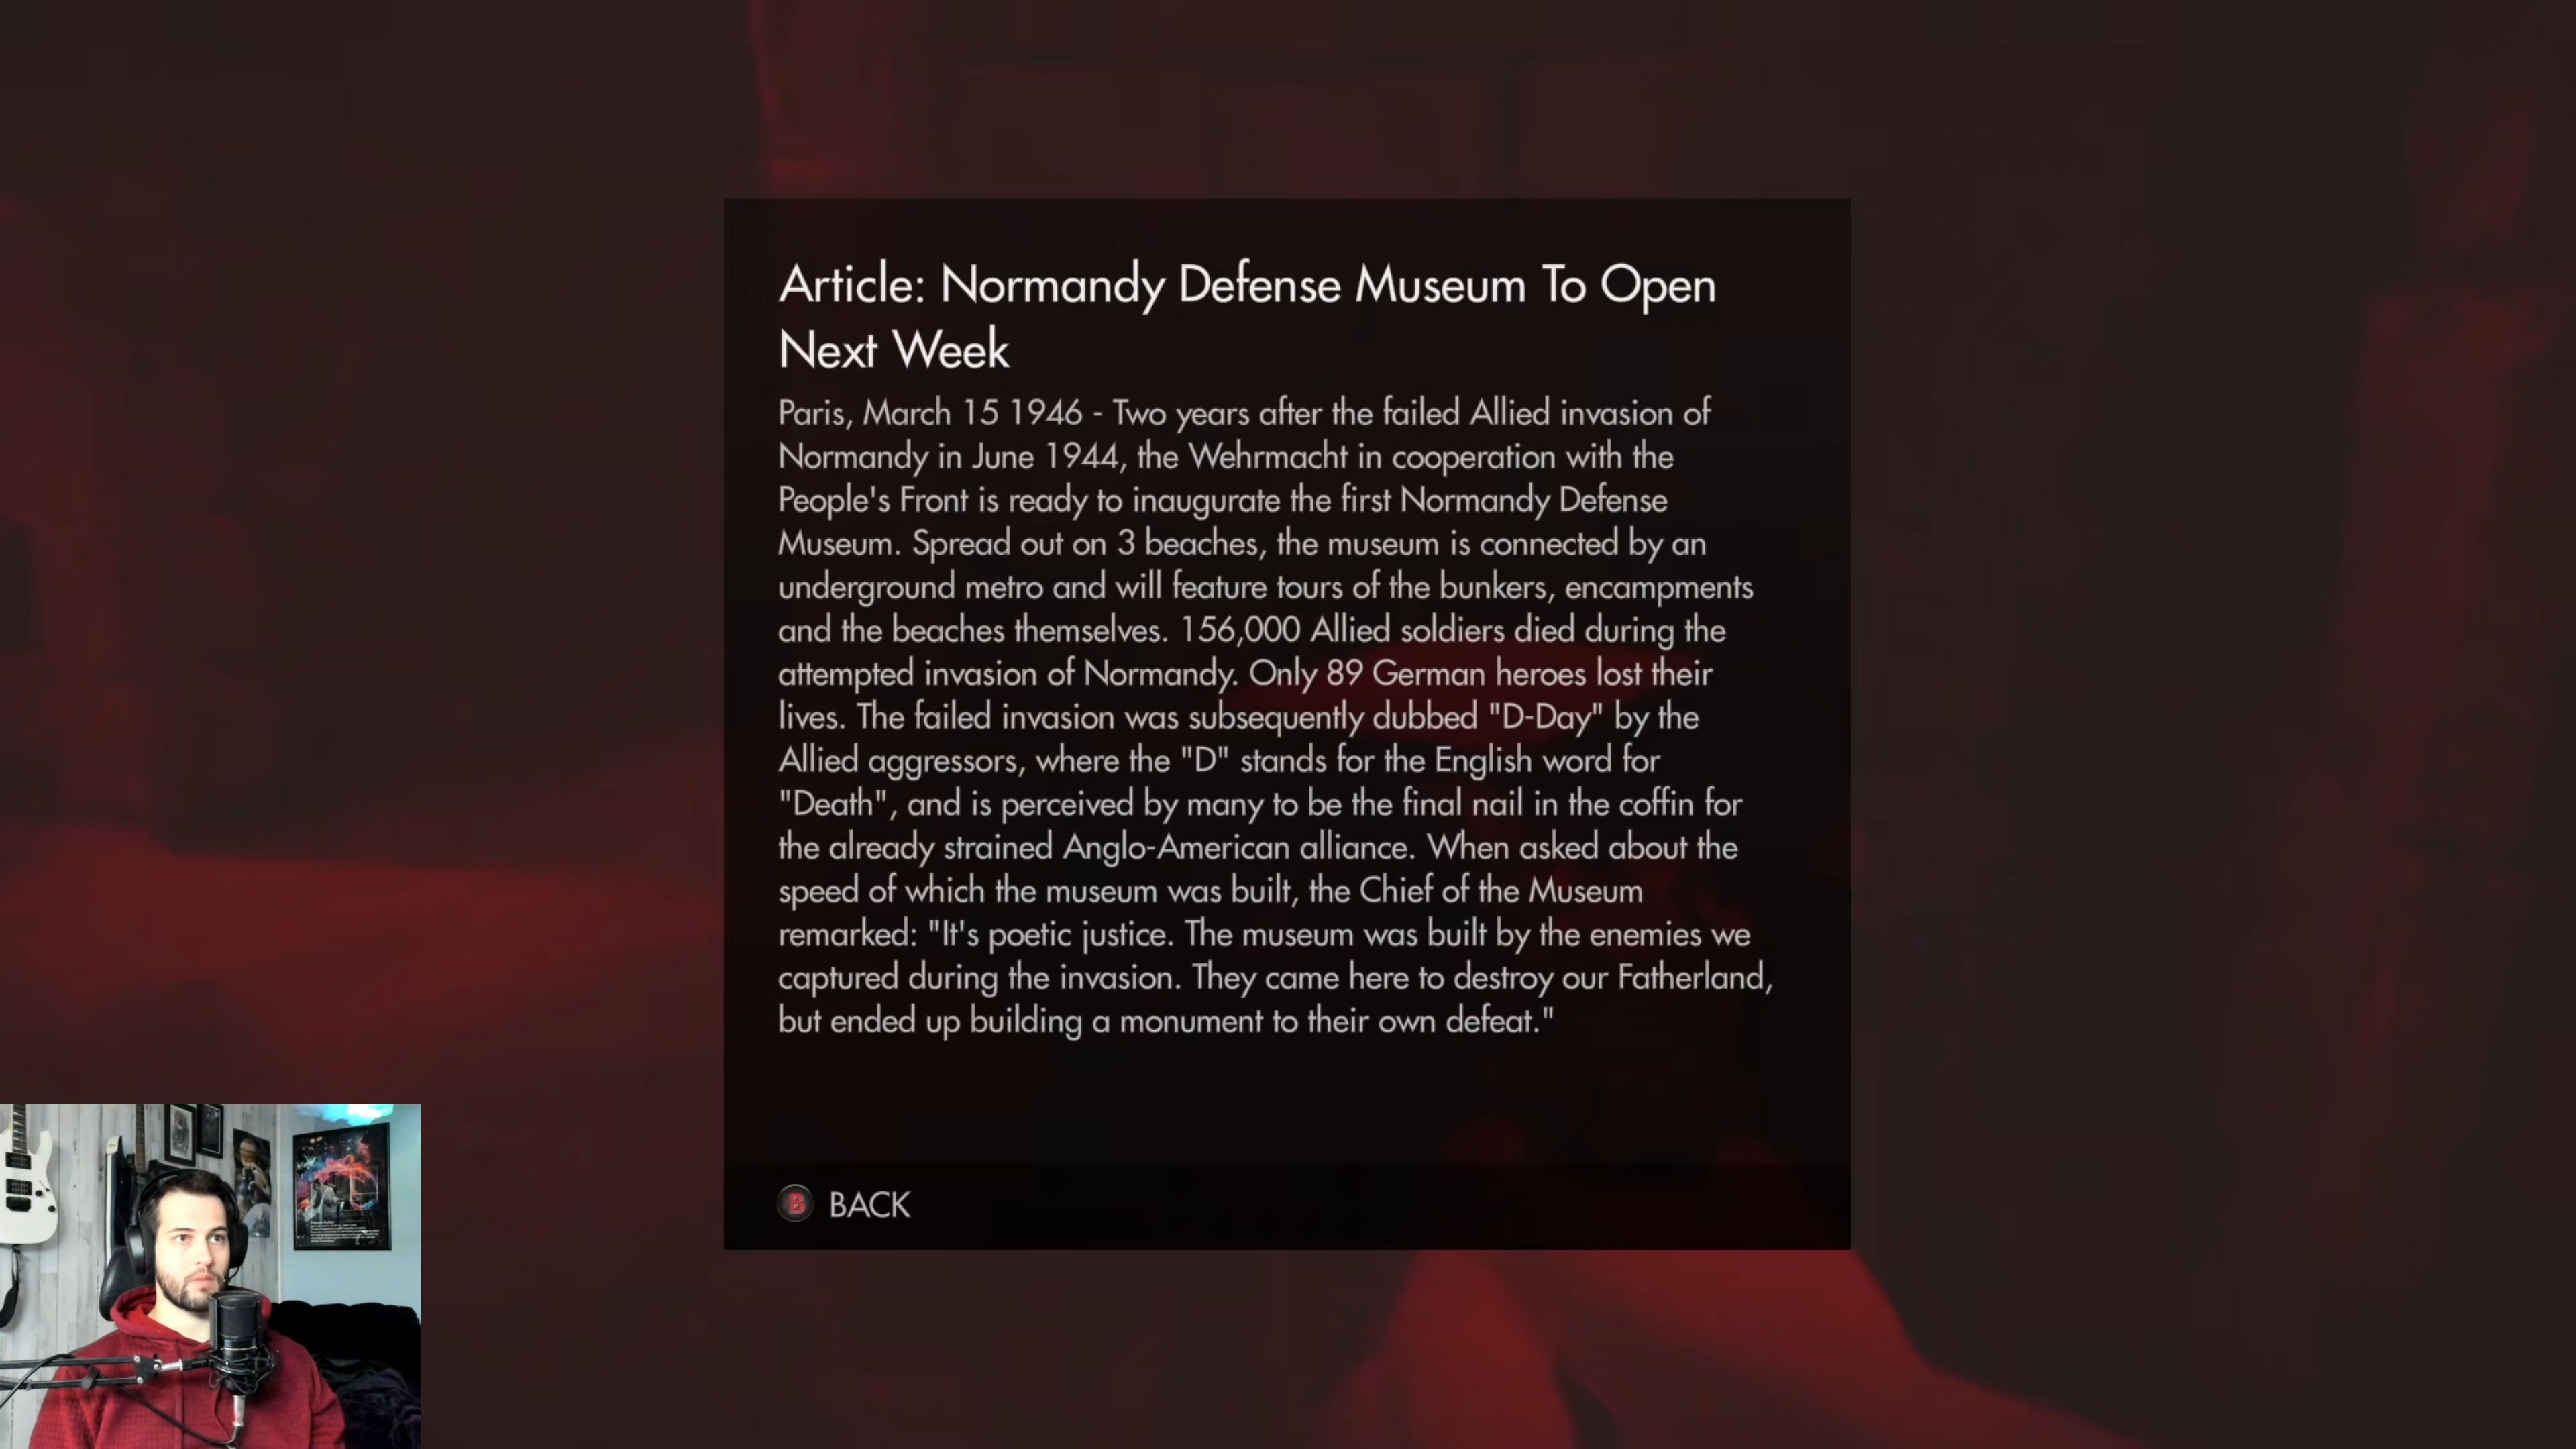 Article: Normandy Defense Museum To Open
Next Week
Paris, March 15 1946 - Two years after the failed Allied invasion of
Normandy in June 1944, the Wehrmacht in cooperation with the
People's Front is ready to inaugurate the first Normandy Defense
Museum. Spread out on 3 beaches, the museum is connected by an
underground metro and will feature tours of the bunkers, encampments
and the beaches themselves. 156,000 Allied soldiers died during the
attempted invasion of Normandy. Only 89 German heroes lost their
lives. The failed invasion was subsequently dubbed "D-Day" by the
Allied aggressors, where the "D" stands for the English word for
"Death", and is perceived by many to be the final nail in the coffin for
the already strained Anglo-American alliance. When asked about the
speed of which the museum was built, the Chief of the Museum
remarked: "It's poetic justice. The museum was built by the enemies we
captured during the invasion. They came here to destroy our Fatherland,
but ended up building a monument to their own defeat."
B BACK